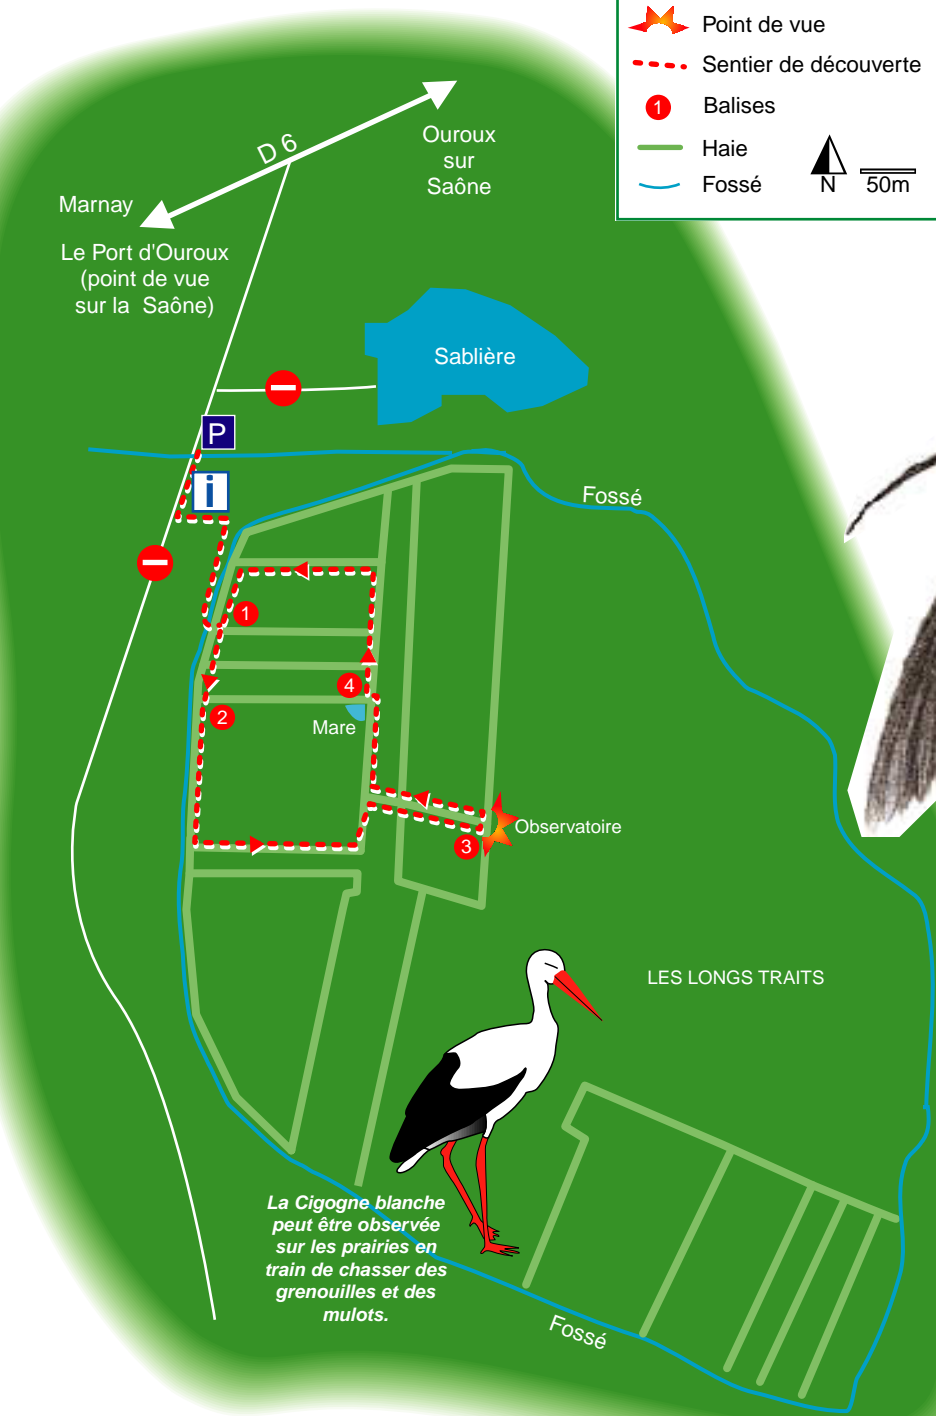 Point de vue
Sentier de découverte
1 Balises
Haie
Fossé
N 50m
D 6
Ouroux
sur
Saône
Marnay
Le Port d'Ouroux
(point de vue
sur la Saône)
Sablière
P
i
Fossé
1
4
2
Mare
Observatoire
3
LES LONGS TRAITS
La Cigogne blanche
peut être observée
sur les prairies en
train de chasser des
grenouilles et des
mulots.
Fossé